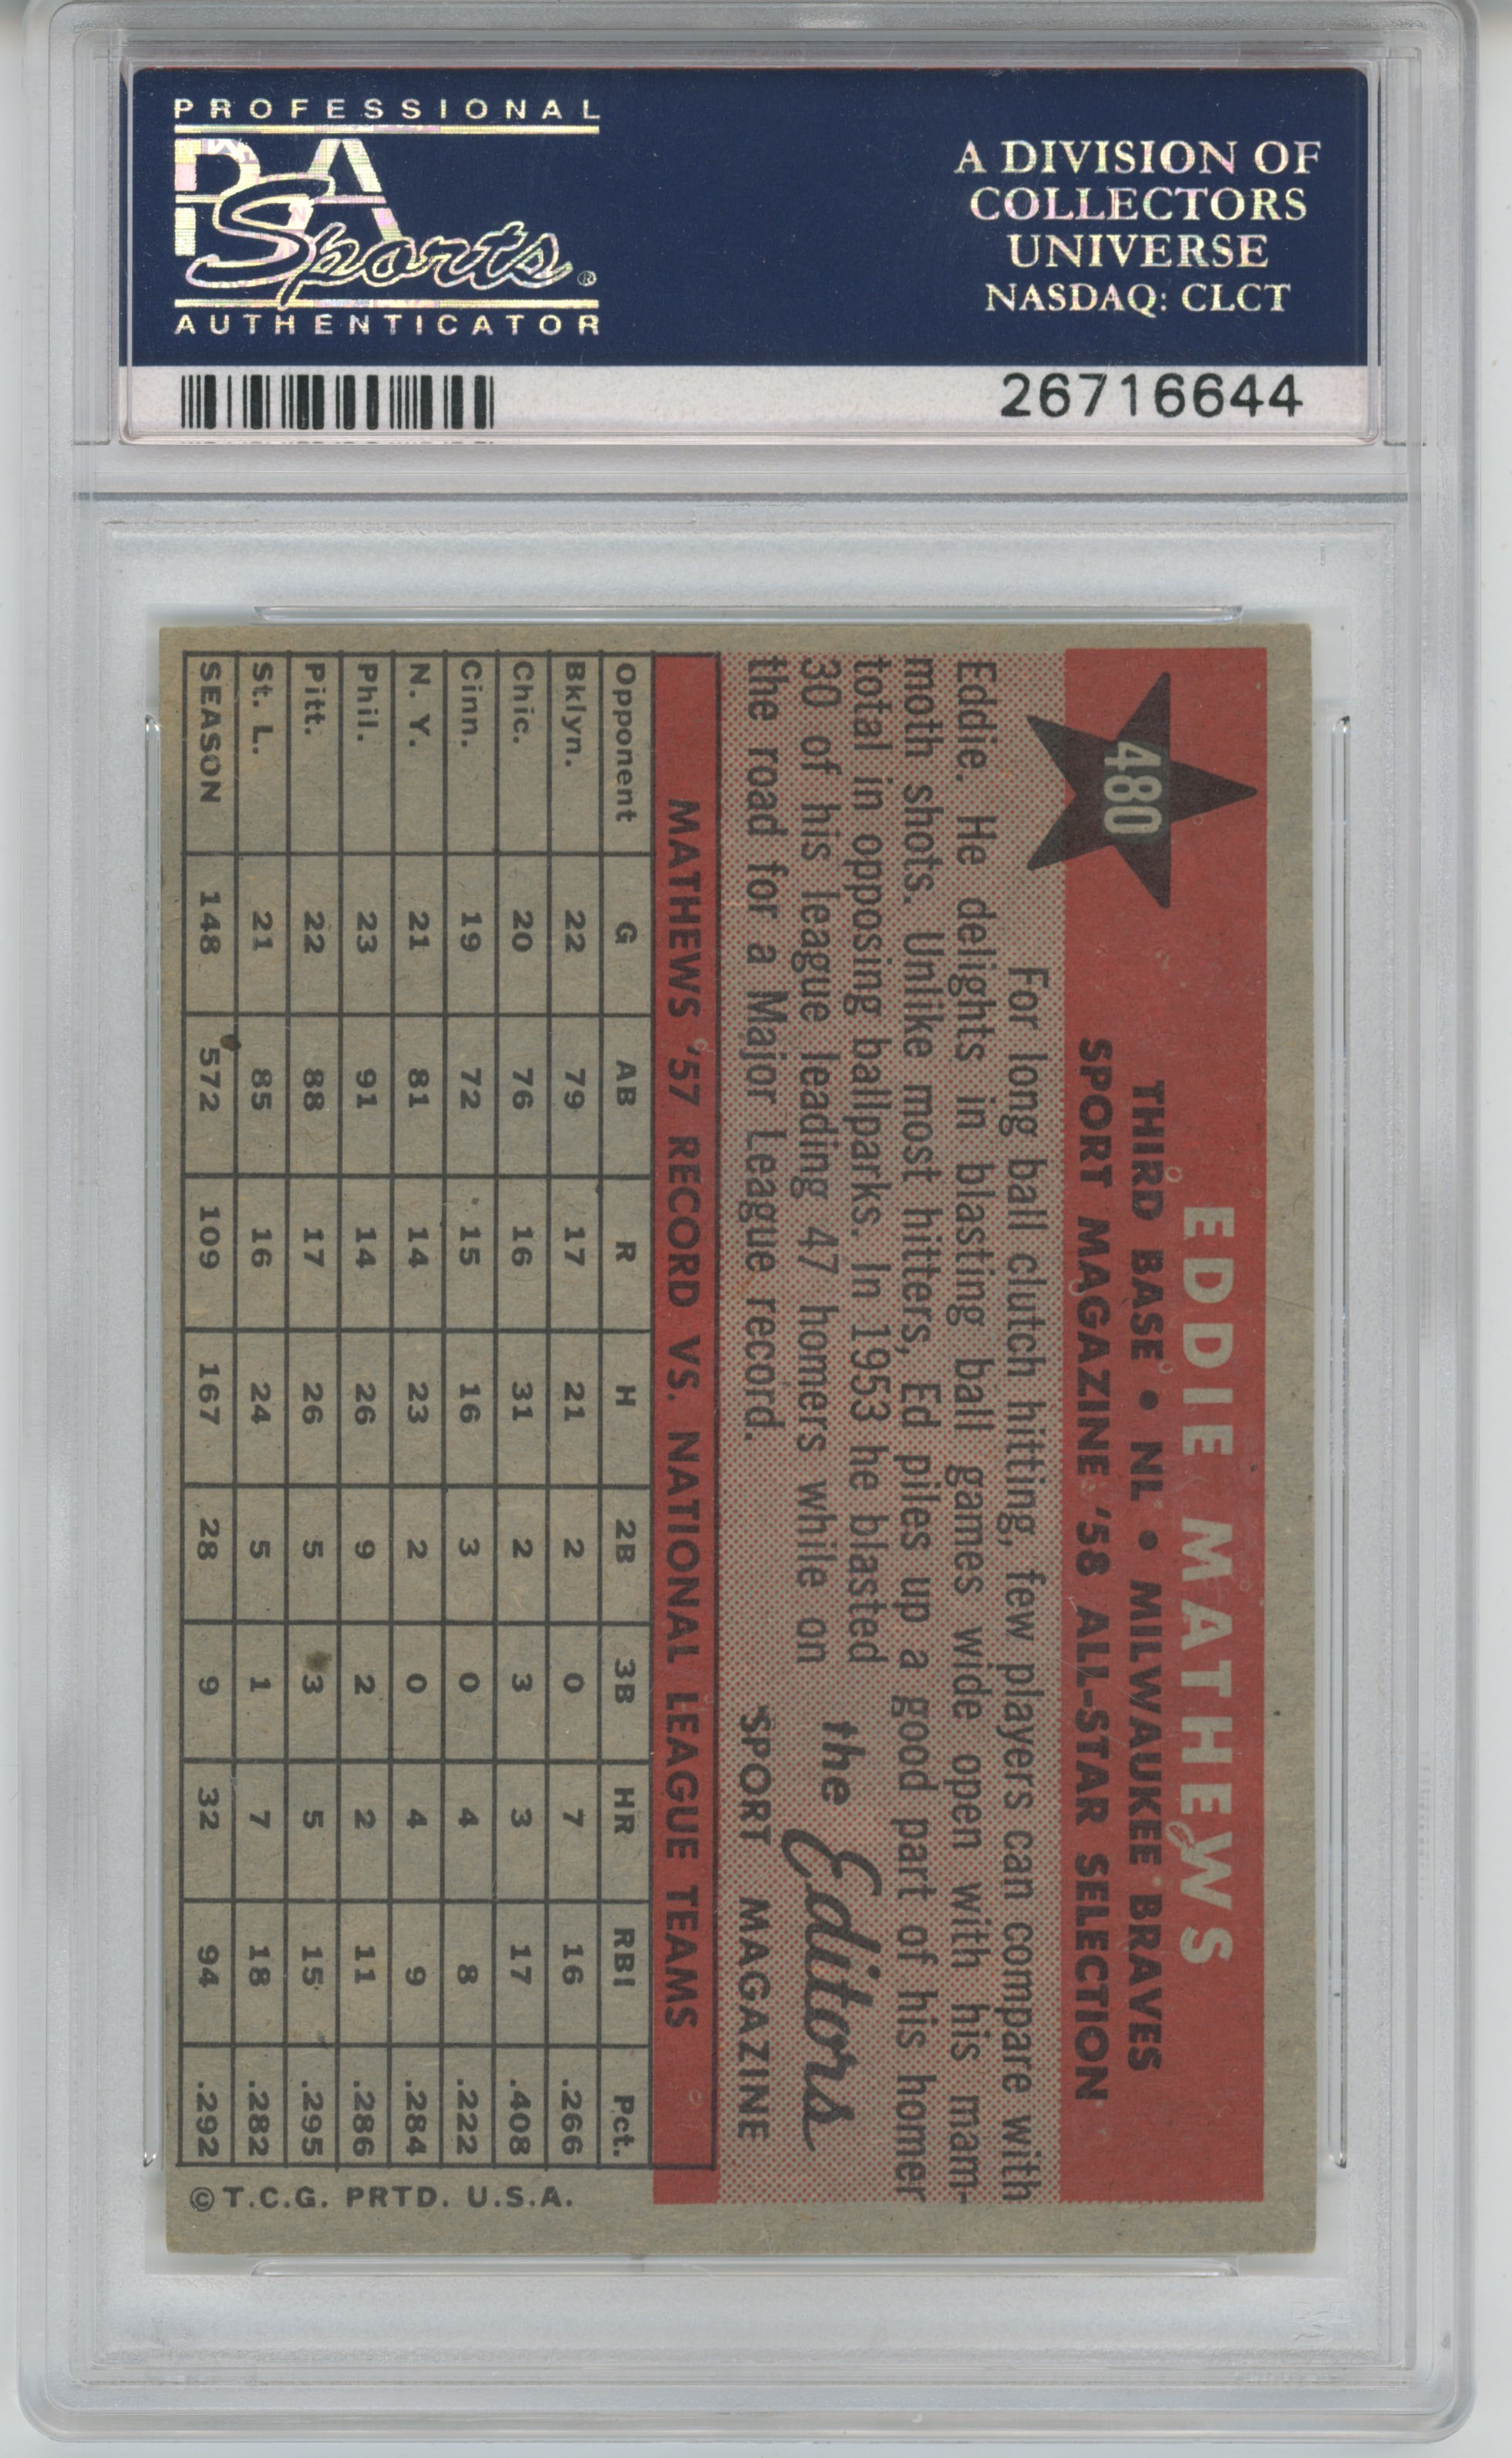 PROFESSIONAL
PSA
Sports®
AUTHENTICATOR
A DIVISION OF
COLLECTORS
UNIVERSE
NASDAQ: CLCT
26716644
480
EDDIE MATHEWS
THIRD BASE • NL • MILWAUKEE BRAVES
SPORT MAGAZINE '58 ALL-STAR SELECTION
For long ball clutch hitting, few players can compare with
Eddie. He delights in blasting ball games wide open with his mam-
moth shots. Unlike most hitters, Ed piles up a good part of his homer
total in opposing ballparks. In 1953 he blasted
30 of his league leading 47 homers while on
the road for a Major League record.
the Editors
SPORT MAGAZINE
MATHEWS '57 RECORD VS. NATIONAL LEAGUE TEAMS
Opponent G AB R H 2B 3B HR RBI Pct.
Bklyn. 22 79 17 21 2 0 7 16 .266
Chic. 20 76 16 31 2 3 3 17 .408
Cinn. 19 72 15 16 3 0 4 8 .222
N. Y. 21 81 14 23 2 0 4 9 .284
Phil. 23 91 14 26 9 2 2 11 .286
Pitt. 22 88 17 26 5 3 5 15 .295
St. L. 21 85 16 24 5 1 7 18 .282
SEASON 148 572 109 167 28 9 32 94 .292
© T.C.G. PRTD. U.S.A.